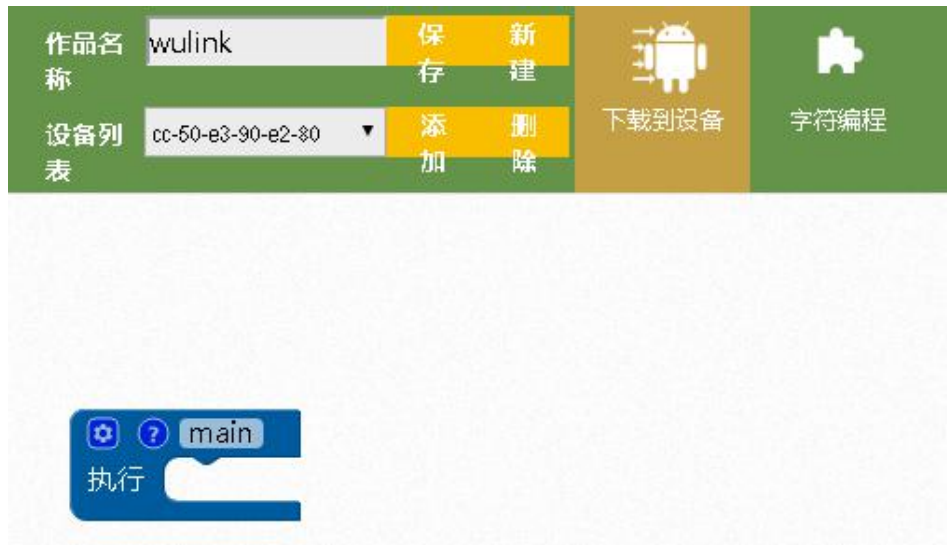 作品名称
wulink
保存
新建
设备列表
cc-50-e3-90-e2-80
添加
删除
下载到设备
字符编程
? main
执行